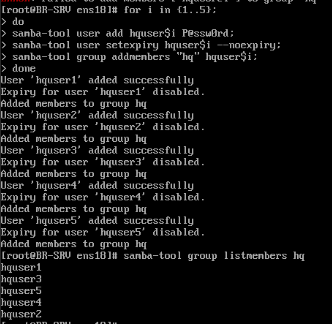 [root@BR-SRV ens18]# for i in {1..5};
> do
> samba-tool user add hquser$i P@ssw0rd;
> samba-tool user setexpiry hquser$i --noexpiry;
> samba-tool group addmembers "hq" hquser$i;
> done
User 'hquser1' added successfully
Expiry for user 'hquser1' disabled.
Added members to group hq
User 'hquser2' added successfully
Expiry for user 'hquser2' disabled.
Added members to group hq
User 'hquser3' added successfully
Expiry for user 'hquser3' disabled.
Added members to group hq
User 'hquser4' added successfully
Expiry for user 'hquser4' disabled.
Added members to group hq
User 'hquser5' added successfully
Expiry for user 'hquser5' disabled.
Added members to group hq
[root@BR-SRV ens18]# samba-tool group listmembers hq
hquser1
hquser3
hquser5
hquser4
hquser2